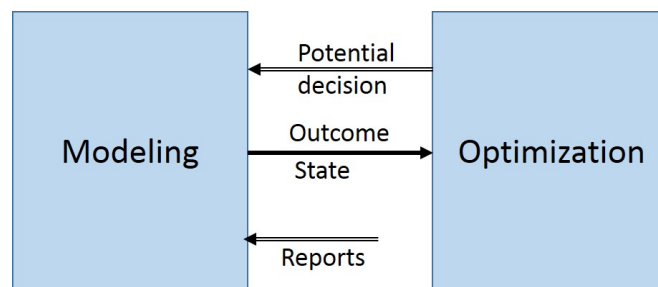 Potential
decision
Modeling
Outcome
State
Optimization
Reports